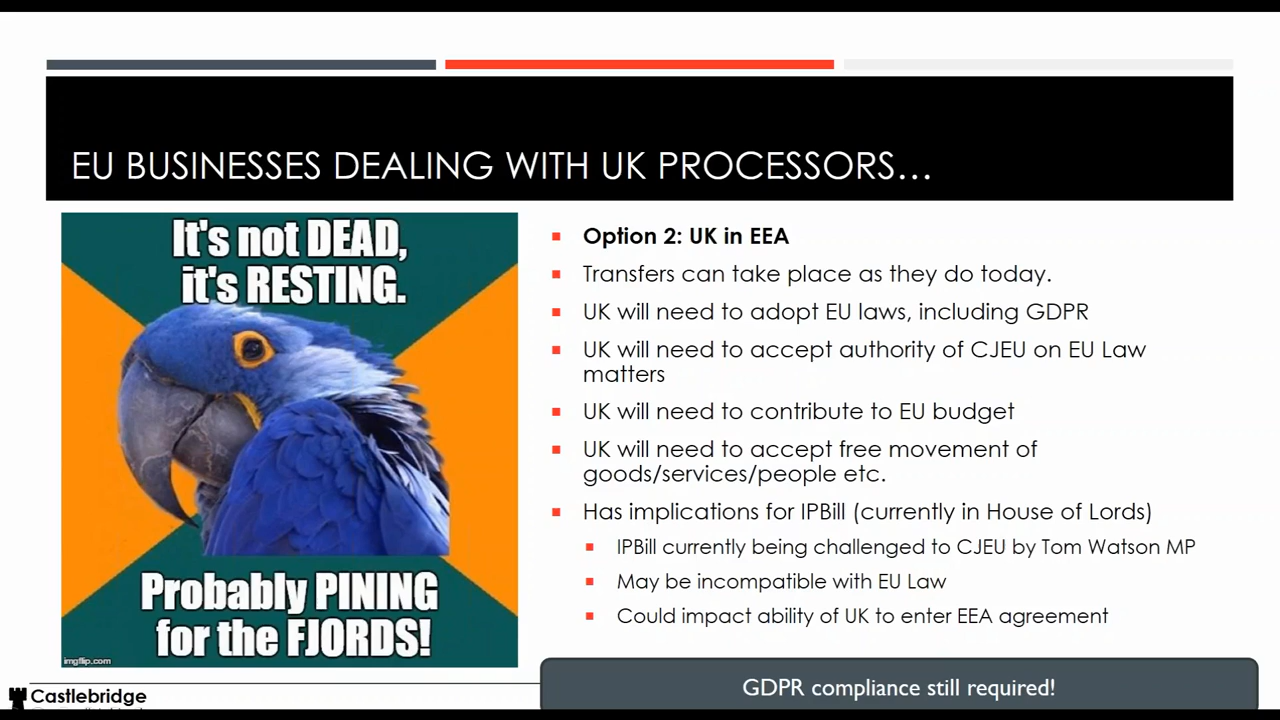 EU BUSINESSES DEALING WITH UK PROCESSORS...
It's not DEAD,
it's RESTING.
Probably PINING
for the FJORDS!
imgflip.com
Option 2: UK in EEA
Transfers can take place as they do today.
UK will need to adopt EU laws, including GDPR
UK will need to accept authority of CJEU on EU Law
matters
UK will need to contribute to EU budget
UK will need to accept free movement of
goods/services/people etc.
Has implications for IPBill (currently in House of Lords)
IPBill currently being challenged to CJEU by Tom Watson MP
May be incompatible with EU Law
Could impact ability of UK to enter EEA agreement
GDPR compliance still required!
Castlebridge